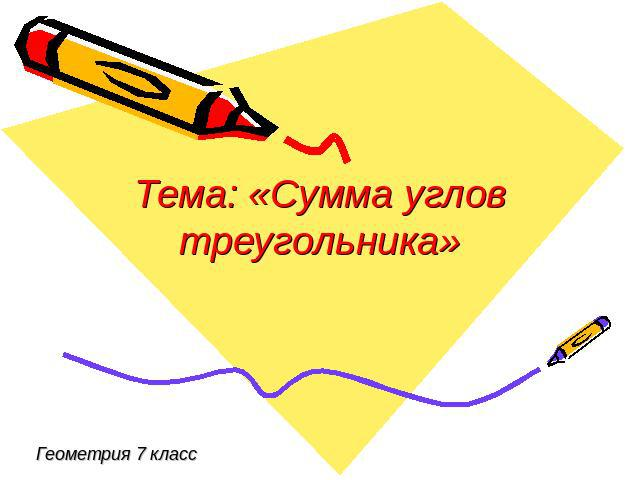 Тема: «Сумма углов
треугольника»
Геометрия 7 класс